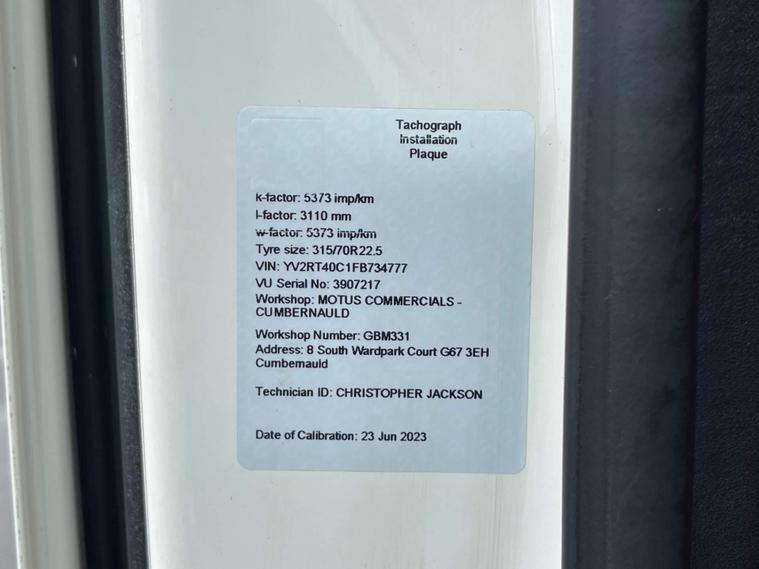 Tachograph
Installation
Plaque
k-factor: 5373 imp/km
l-factor: 3110 mm
w-factor: 5373 imp/km
Tyre size: 315/70R22.5
VIN: YV2RT40C1FB734777
VU Serial No: 3907217
Workshop: MOTUS COMMERCIALS -
CUMBERNAULD
Workshop Number: GBM331
Address: 8 South Wardpark Court G67 3EH
Cumbernauld
Technician ID: CHRISTOPHER JACKSON
Date of Calibration: 23 Jun 2023